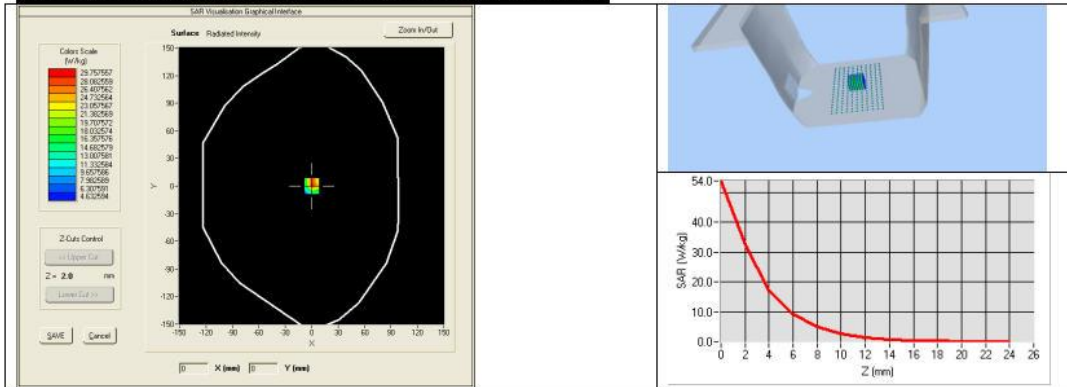 SAR Visualisation Graphical Interface
Surface Radiated Intensity
Zoom In/Out
Colors Scale
(W/kg)
29.757557
28.082559
26.407562
24.732564
23.057567
21.382569
19.707572
18.032574
16.357576
14.682579
13.007581
11.332584
9.657586
7.982589
6.307591
4.632594
Z-Cuts Control
<< Upper Cut
Z = 2.0 mm
Lower Cut >>
SAVE Cancel
150
120
90
60
30
0
-30
-60
-90
-120
-150
Y
-150 -120 -90 -60 -30 0 30 60 90 120 150
X
0 X (mm) 0 Y (mm)
54.0
40.0
30.0
20.0
10.0
0.0
SAR (W/kg)
0 2 4 6 8 10 12 14 16 18 20 22 24 26
Z (mm)